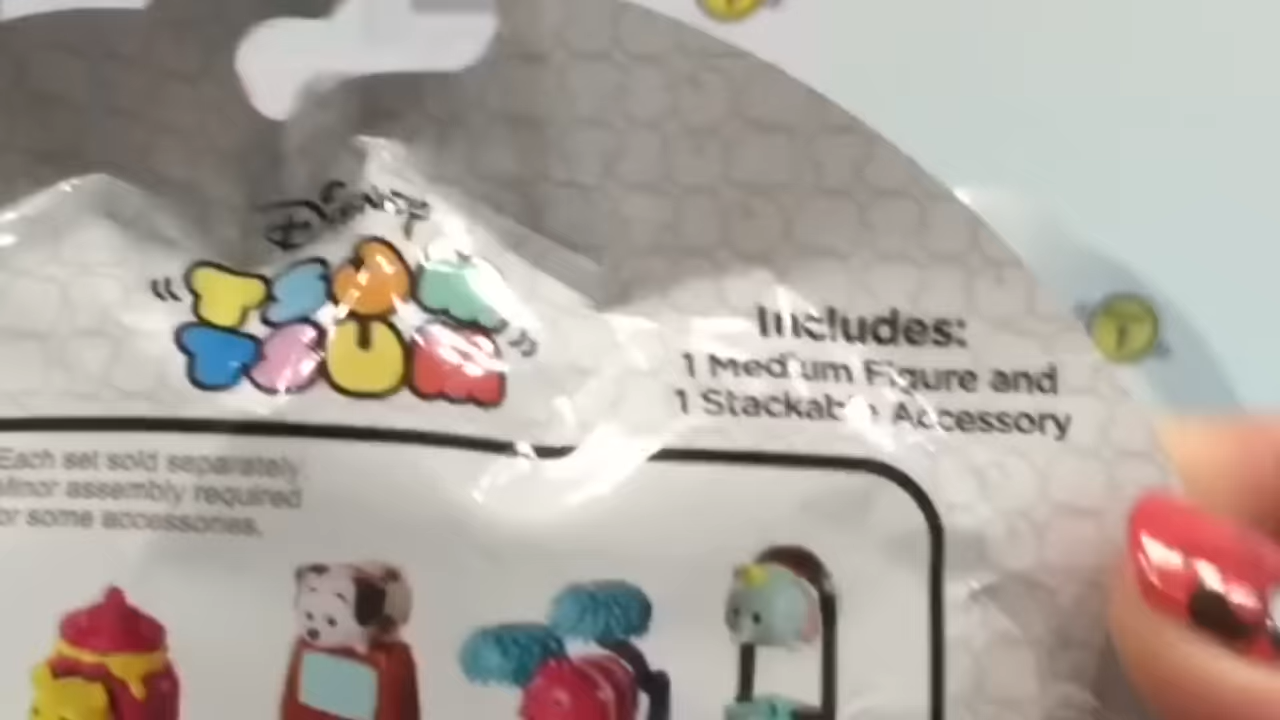 Disney
"TSUM
TSUM"
Includes:
1 Medium Figure and
1 Stackable Accessory
Each set sold separately.
Minor assembly required
for some accessories.